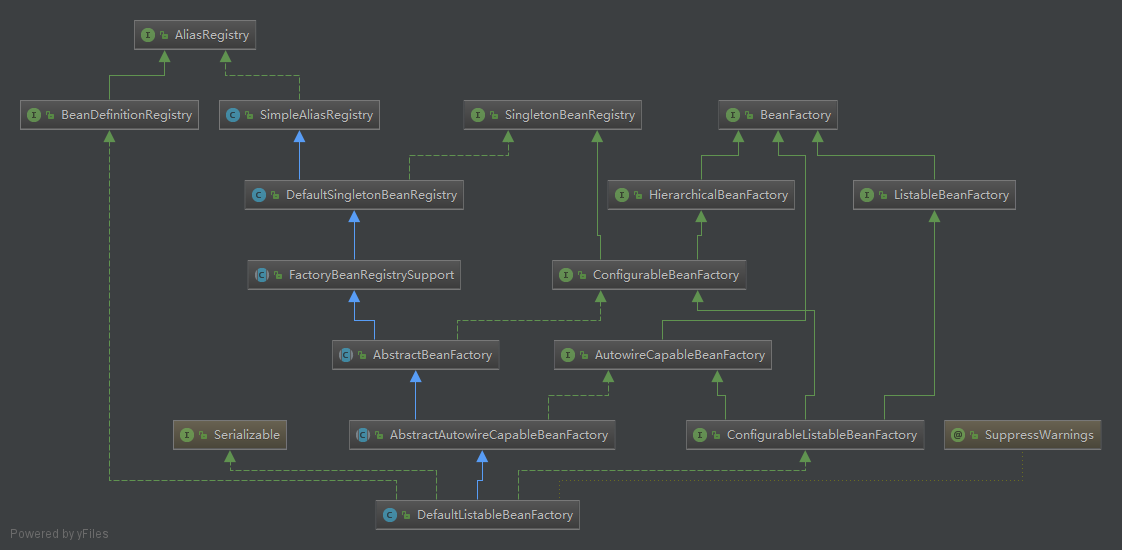 I AliasRegistry
I BeanDefinitionRegistry
C SimpleAliasRegistry
I SingletonBeanRegistry
I BeanFactory
C DefaultSingletonBeanRegistry
I HierarchicalBeanFactory
I ListableBeanFactory
C FactoryBeanRegistrySupport
I ConfigurableBeanFactory
C AbstractBeanFactory
I AutowireCapableBeanFactory
I Serializable
C AbstractAutowireCapableBeanFactory
I ConfigurableListableBeanFactory
@ SuppressWarnings
C DefaultListableBeanFactory
Powered by yFiles